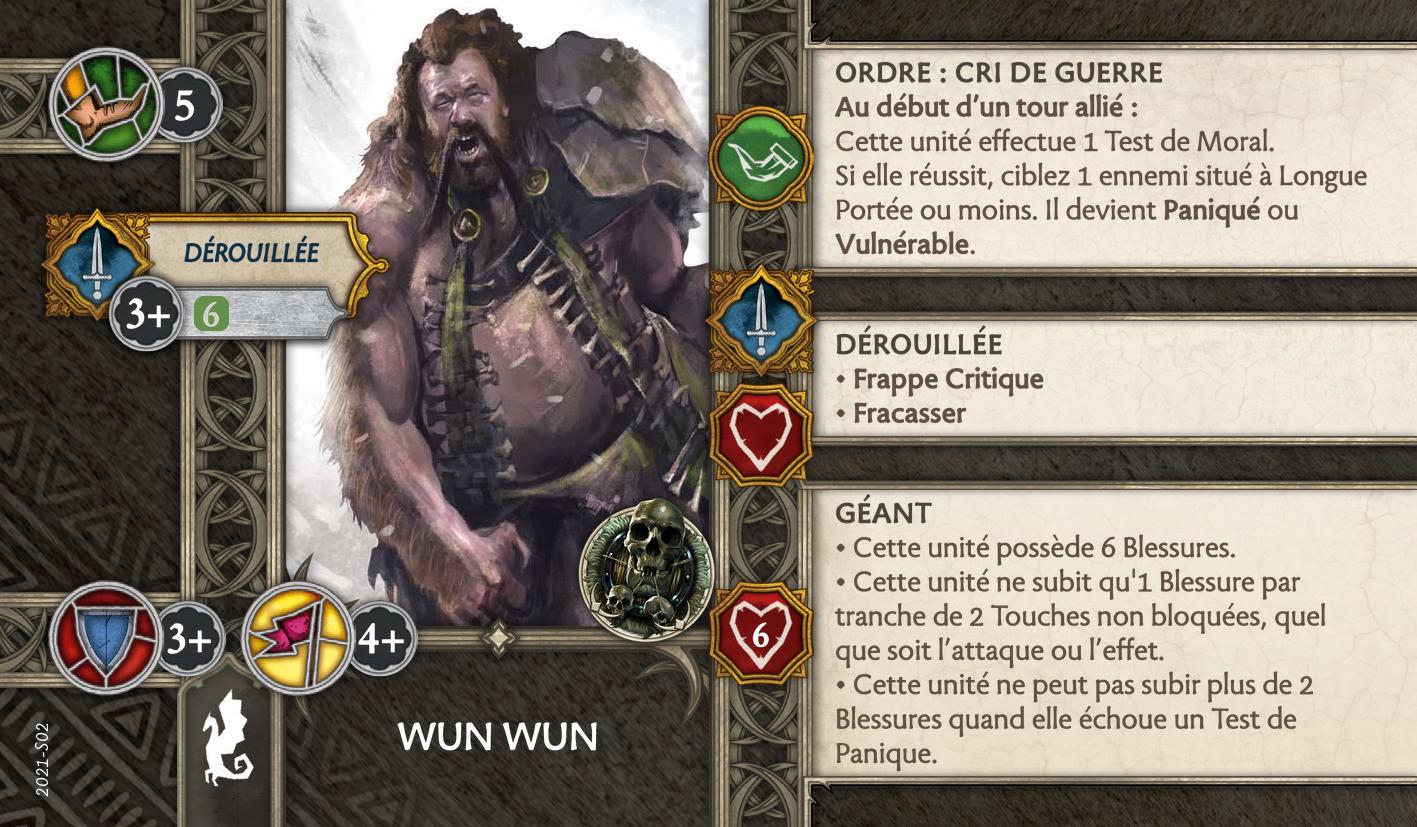 5
DÉROUILLÉE
3+
6
3+
4+
WUN WUN
2021-S02
ORDRE : CRI DE GUERRE
Au début d’un tour allié :
Cette unité effectue 1 Test de Moral.
Si elle réussit, ciblez 1 ennemi situé à Longue
Portée ou moins. Il devient Paniqué ou
Vulnérable.
DÉROUILLÉE
• Frappe Critique
• Fracasser
GÉANT
• Cette unité possède 6 Blessures.
• Cette unité ne subit qu'1 Blessure par
tranche de 2 Touches non bloquées, quel
que soit l’attaque ou l’effet.
• Cette unité ne peut pas subir plus de 2
Blessures quand elle échoue un Test de
Panique.
6